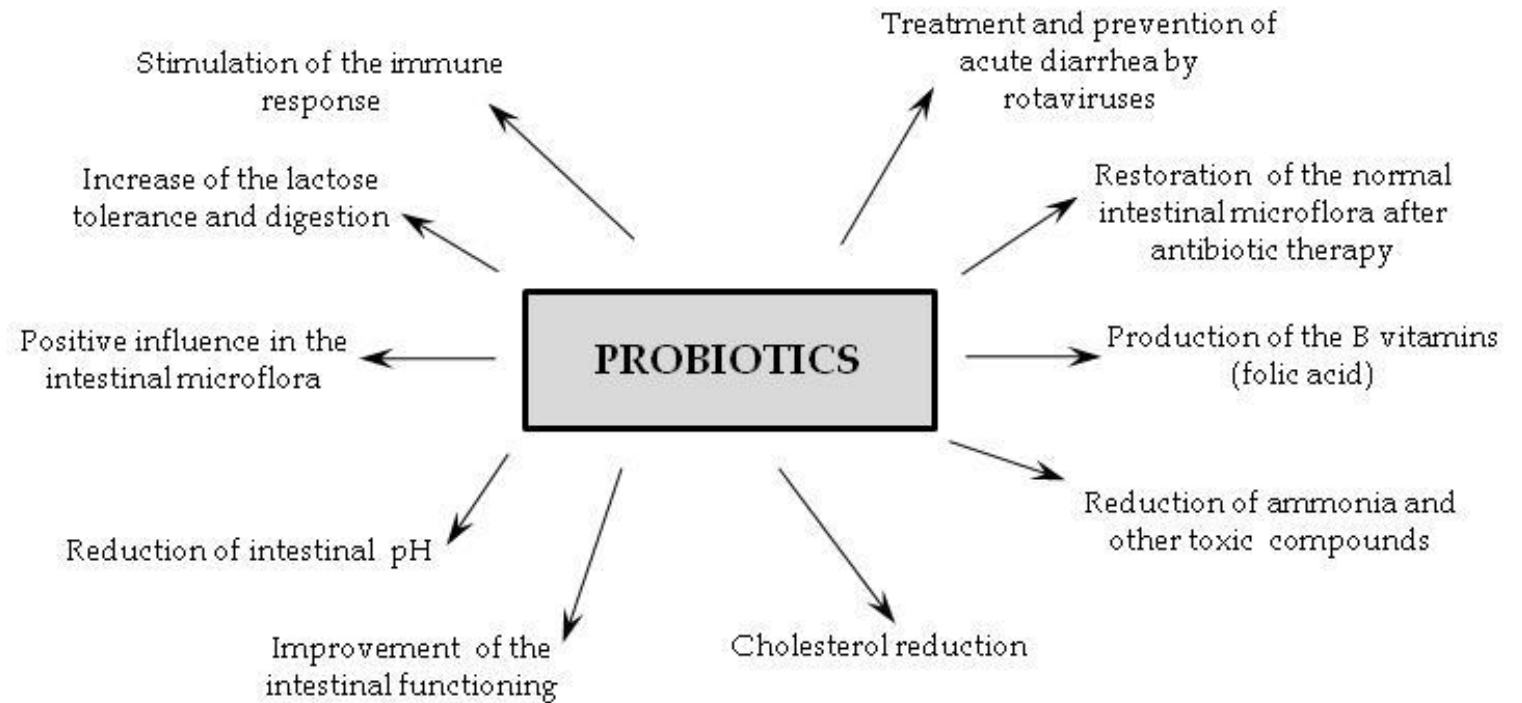 Stimulation of the immune
response
Treatment and prevention of
acute diarrhea by
rotaviruses
Increase of the lactose
tolerance and digestion
Restoration of the normal
intestinal microflora after
antibiotic therapy
Positive influence in the
intestinal microflora
PROBIOTICS
Production of the B vitamins
(folic acid)
Reduction of intestinal pH
Reduction of ammonia and
other toxic compounds
Improvement of the
intestinal functioning
Cholesterol reduction